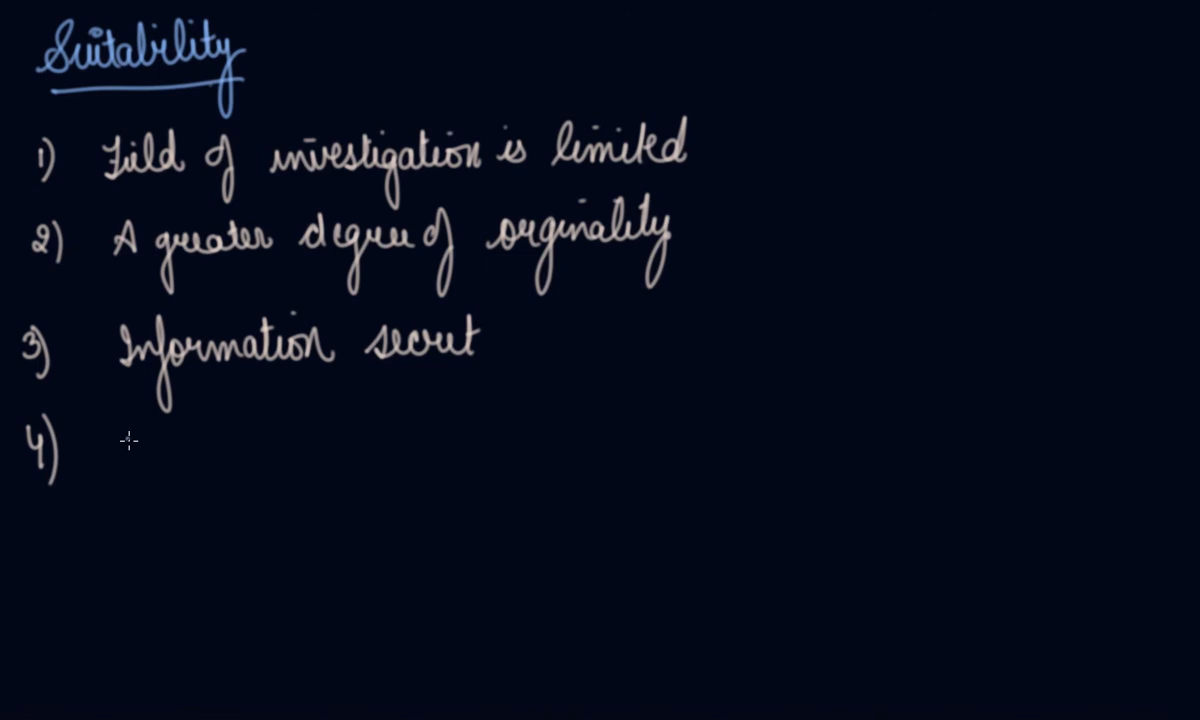 Suitability
1) Field of investigation is limited
2) A greater degree of orginality
3) Information secret
4)